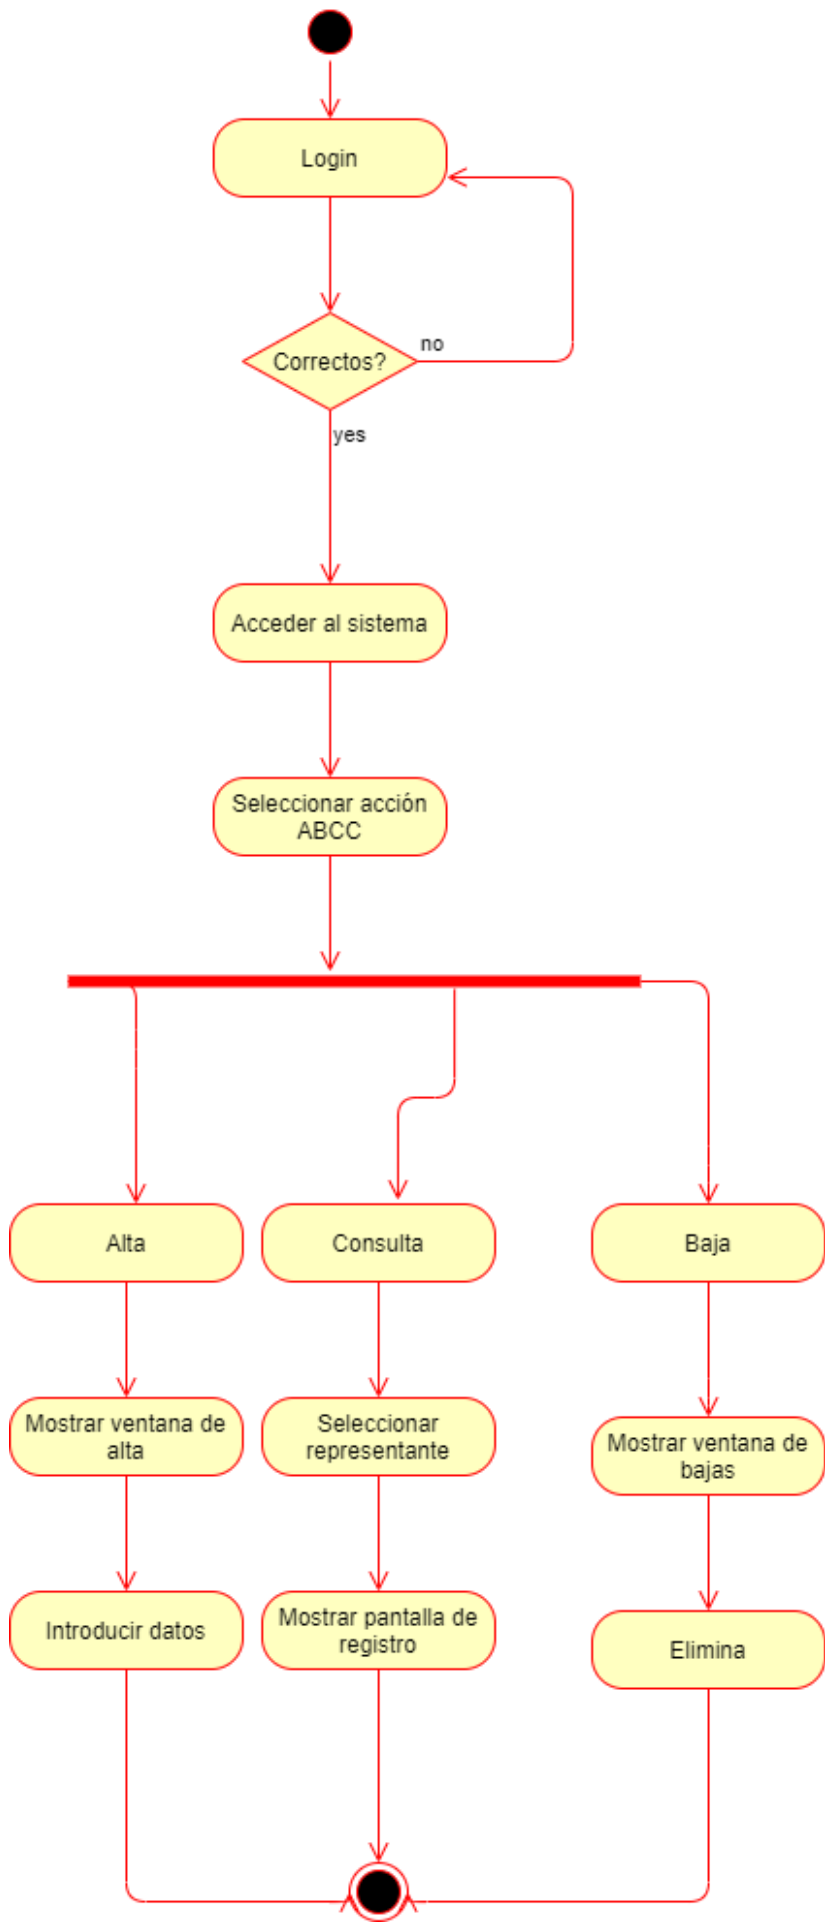 Login
Correctos?
no
yes
Acceder al sistema
Seleccionar acción
ABCC
Alta
Consulta
Baja
Mostrar ventana de
alta
Seleccionar
representante
Mostrar ventana de
bajas
Introducir datos
Mostrar pantalla de
registro
Elimina